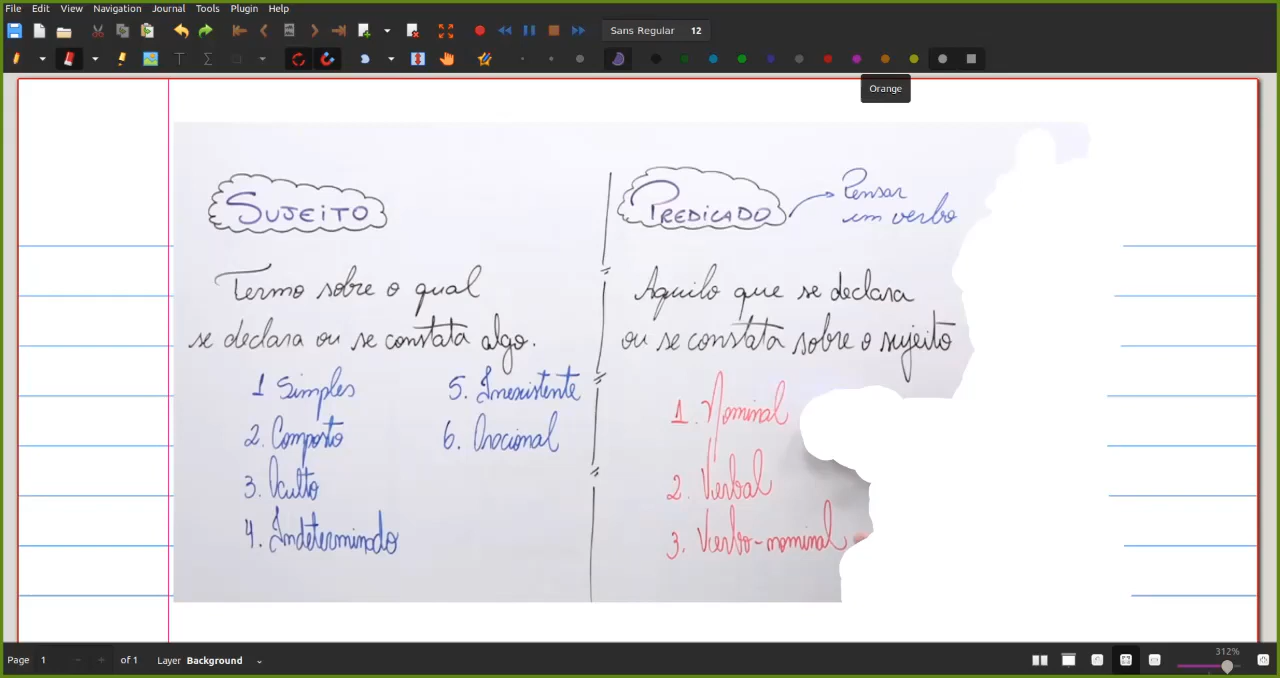 File Edit View Navigation Journal Tools Plugin Help
Sans Regular 12
Orange
SUJEITO
Termo sobre o qual
se declara ou se constata algo.
1 Simples
2. Composto
3. Oculto
4. Indeterminado
5. Inexistente
6. Oracional
PREDICADO
Pensar
em verbo
Aquilo que se declara
ou se constata sobre o sujeito
1. Nominal
2. Verbal
3. Verbo-nominal
Page 1 of 1 Layer Background
312%